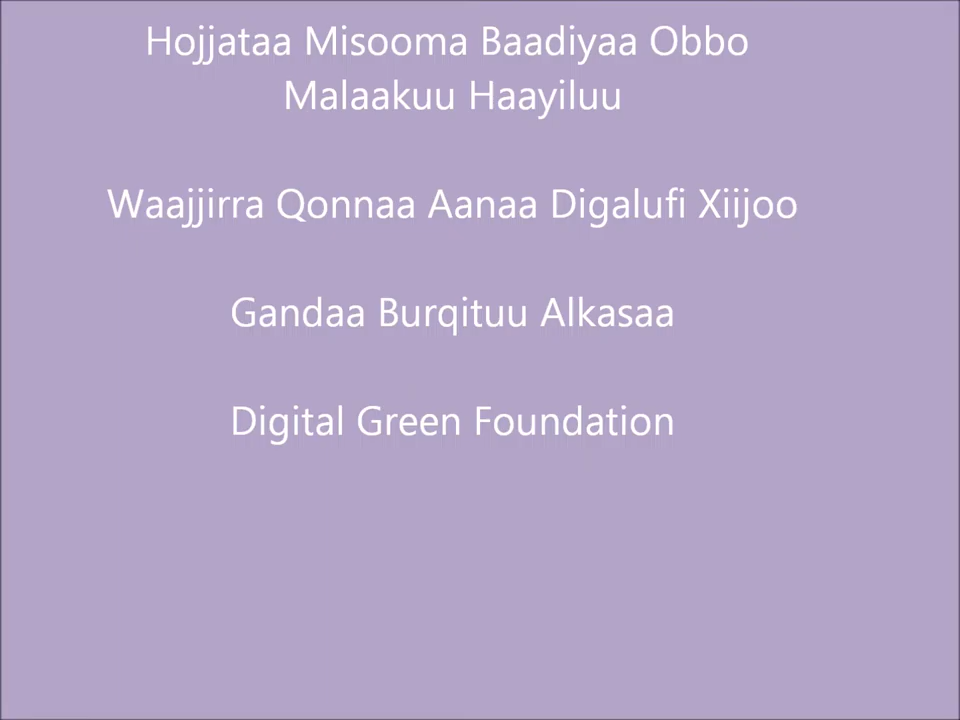 Hojjataa Misooma Baadiyaa Obbo
Malaakuu Haayiluu
Waajjirra Qonnaa Aanaa Digalufi Xiijoo
Gandaa Burqituu Alkasaa
Digital Green Foundation